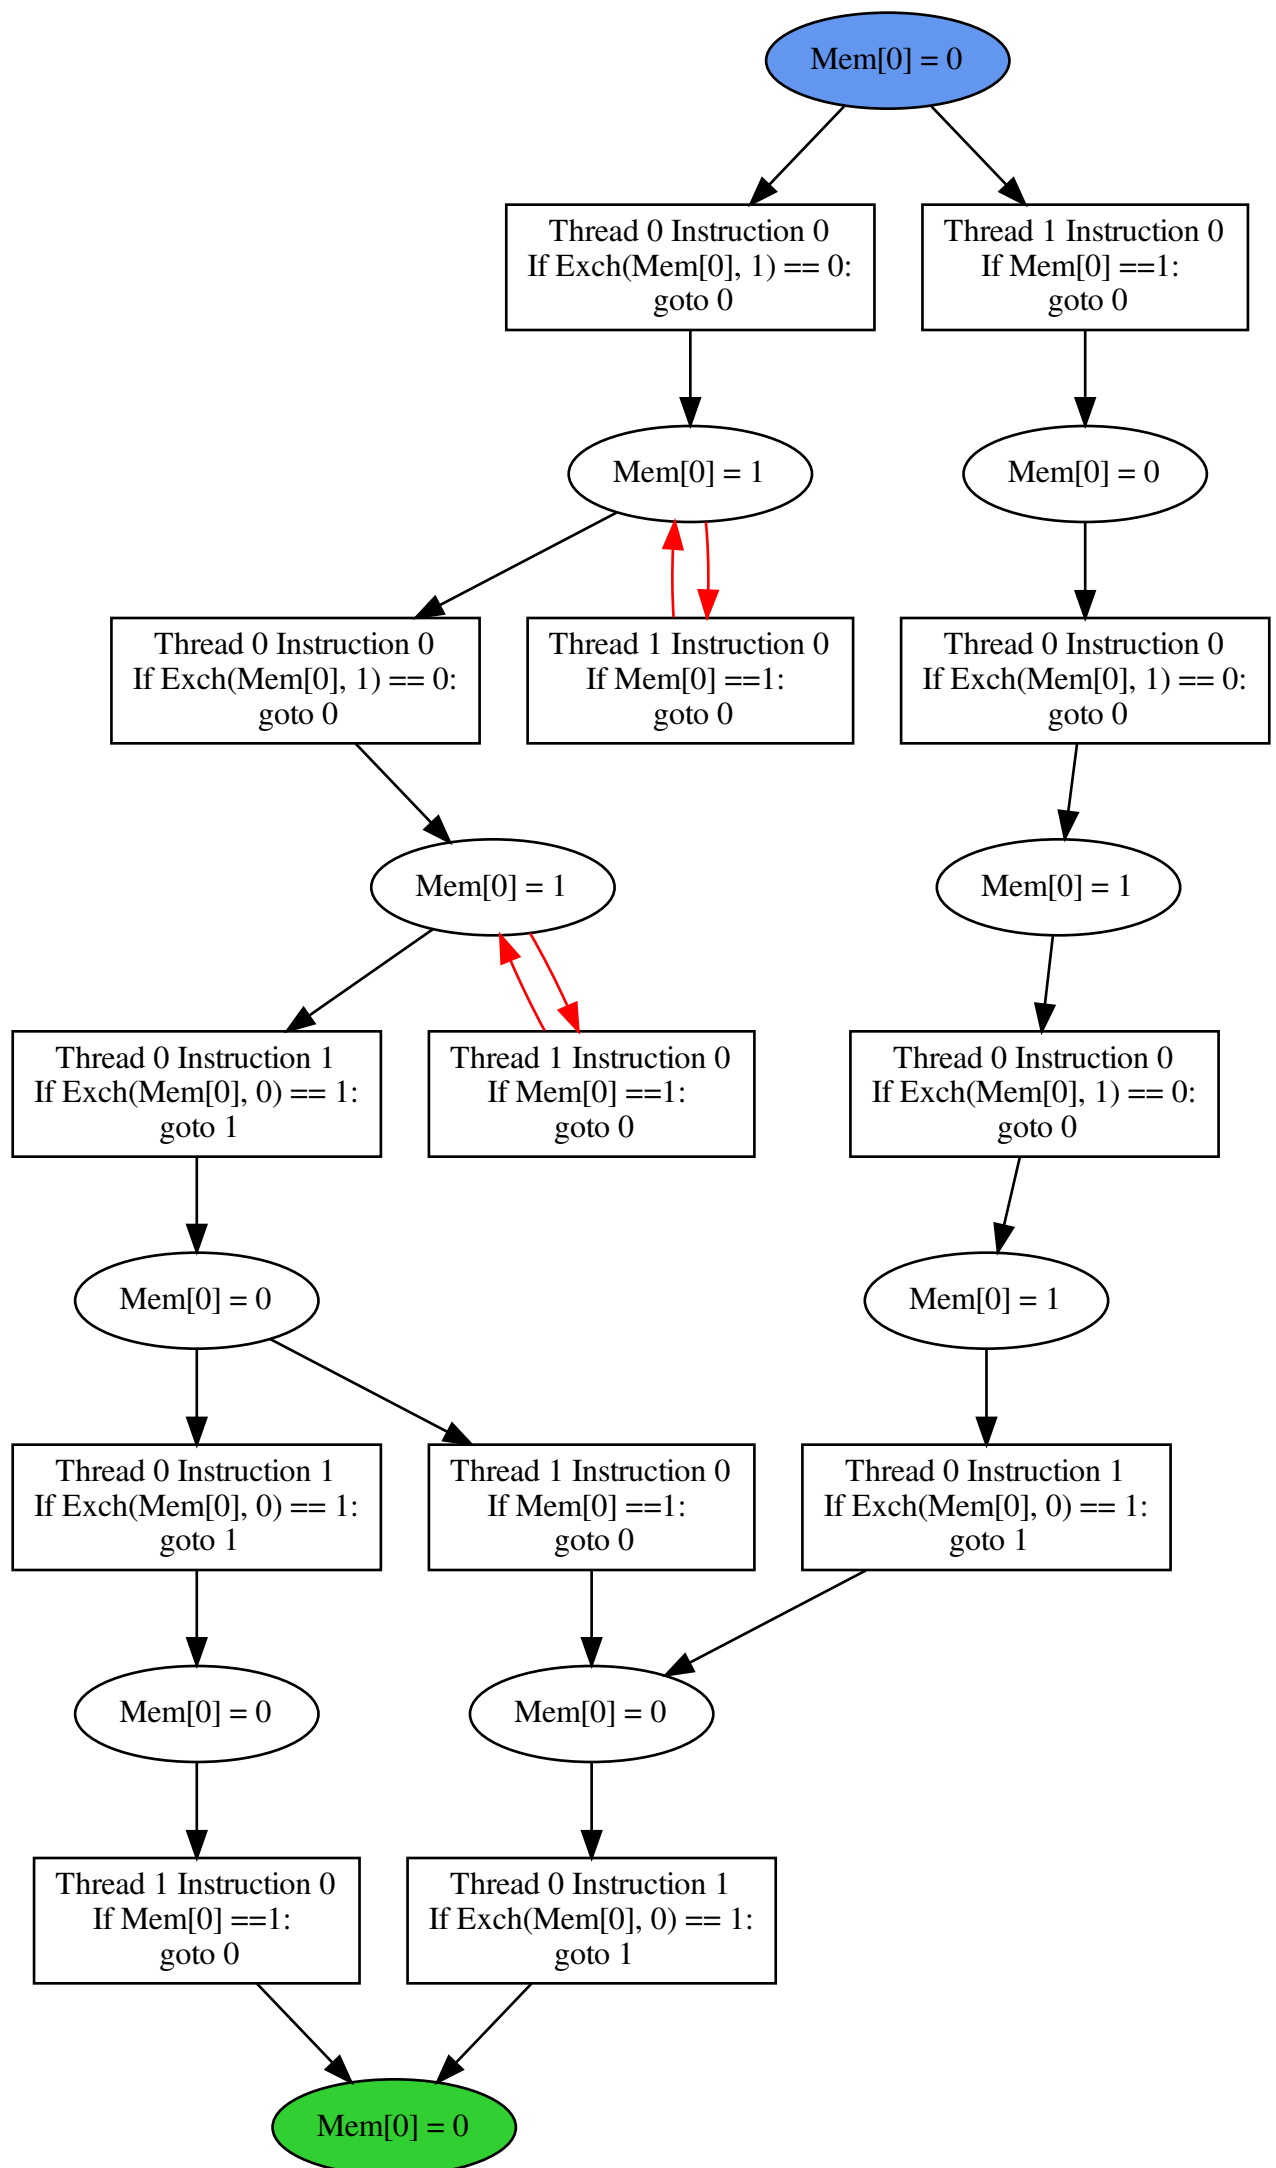 Mem[0] = 0
Thread 0 Instruction 0
If Exch(Mem[0], 1) == 0:
goto 0
Thread 1 Instruction 0
If Mem[0] ==1:
goto 0
Mem[0] = 1
Mem[0] = 0
Thread 0 Instruction 0
If Exch(Mem[0], 1) == 0:
goto 0
Thread 1 Instruction 0
If Mem[0] ==1:
goto 0
Thread 0 Instruction 0
If Exch(Mem[0], 1) == 0:
goto 0
Mem[0] = 1
Mem[0] = 1
Thread 0 Instruction 1
If Exch(Mem[0], 0) == 1:
goto 1
Thread 1 Instruction 0
If Mem[0] ==1:
goto 0
Thread 0 Instruction 0
If Exch(Mem[0], 1) == 0:
goto 0
Mem[0] = 0
Mem[0] = 1
Thread 0 Instruction 1
If Exch(Mem[0], 0) == 1:
goto 1
Thread 1 Instruction 0
If Mem[0] ==1:
goto 0
Thread 0 Instruction 1
If Exch(Mem[0], 0) == 1:
goto 1
Mem[0] = 0
Mem[0] = 0
Thread 1 Instruction 0
If Mem[0] ==1:
goto 0
Thread 0 Instruction 1
If Exch(Mem[0], 0) == 1:
goto 1
Mem[0] = 0